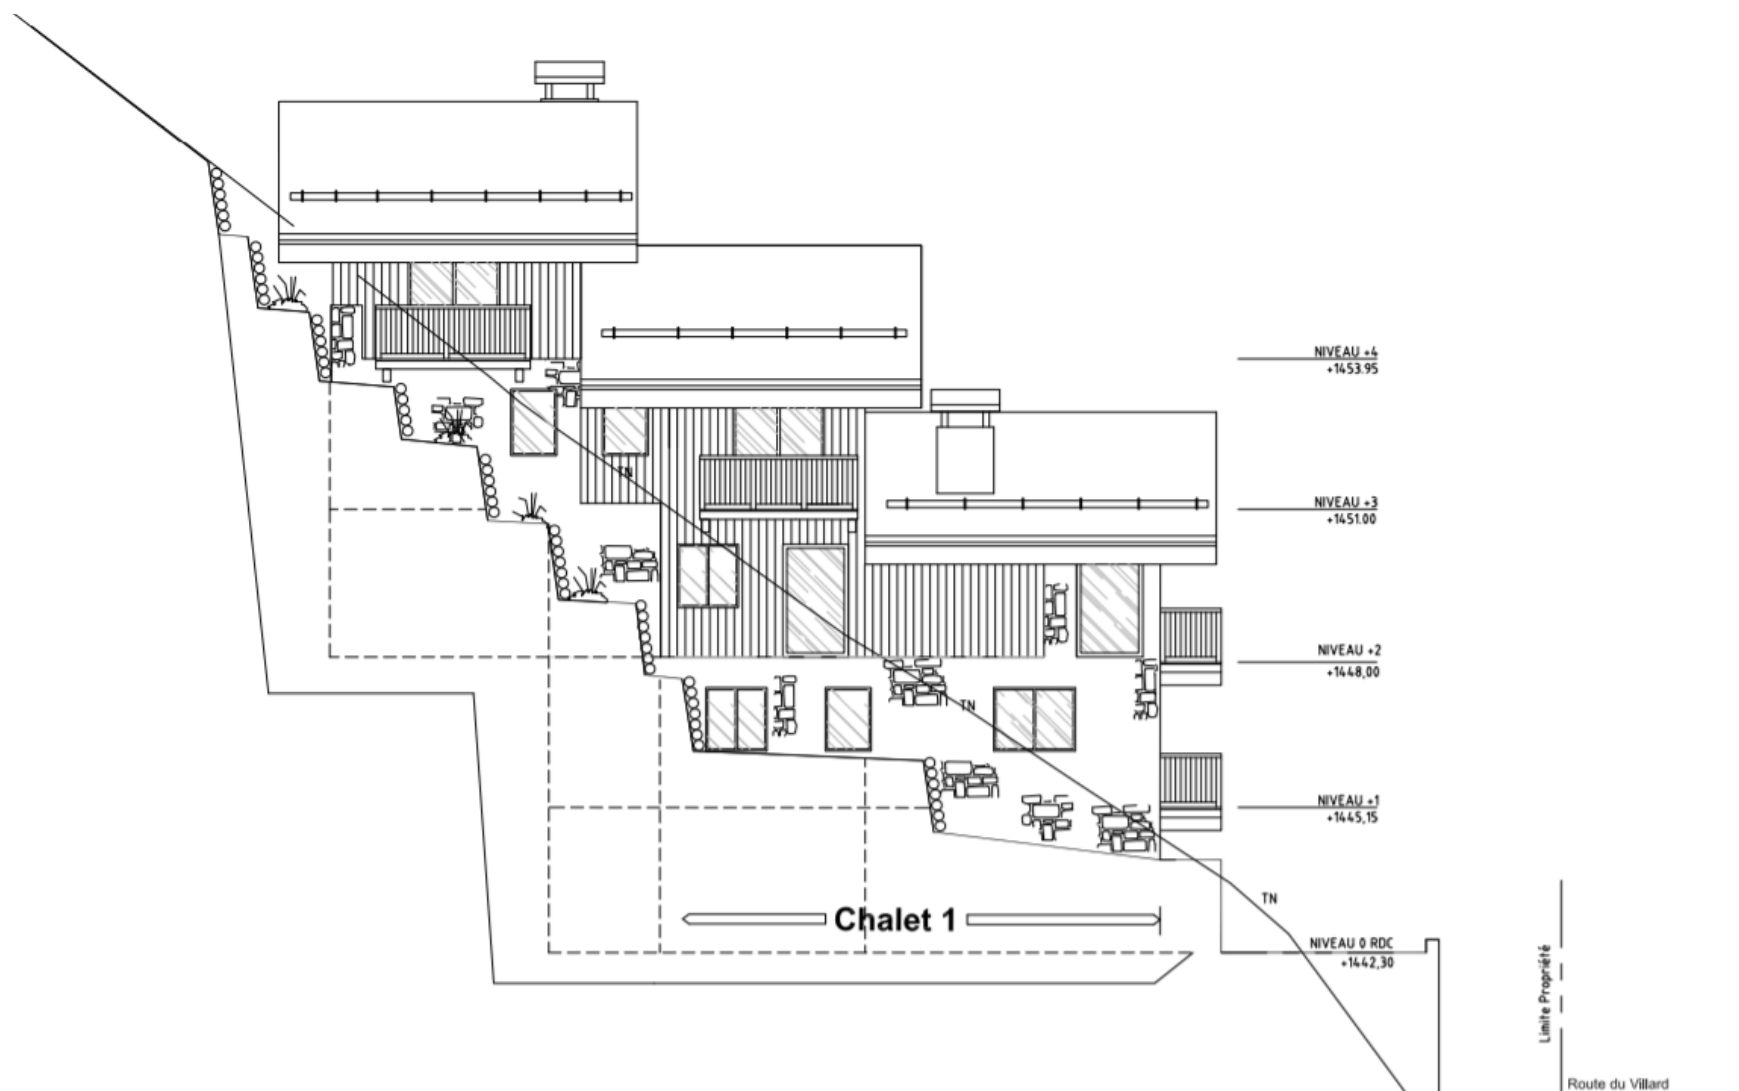 NIVEAU +4
+1453.95
TN
NIVEAU +3
+1451.00
NIVEAU +2
+1448,00
TN
NIVEAU +1
+1445,15
TN
Chalet 1
NIVEAU 0 RDC
+1442,30
Limite Propriété
Route du Villard